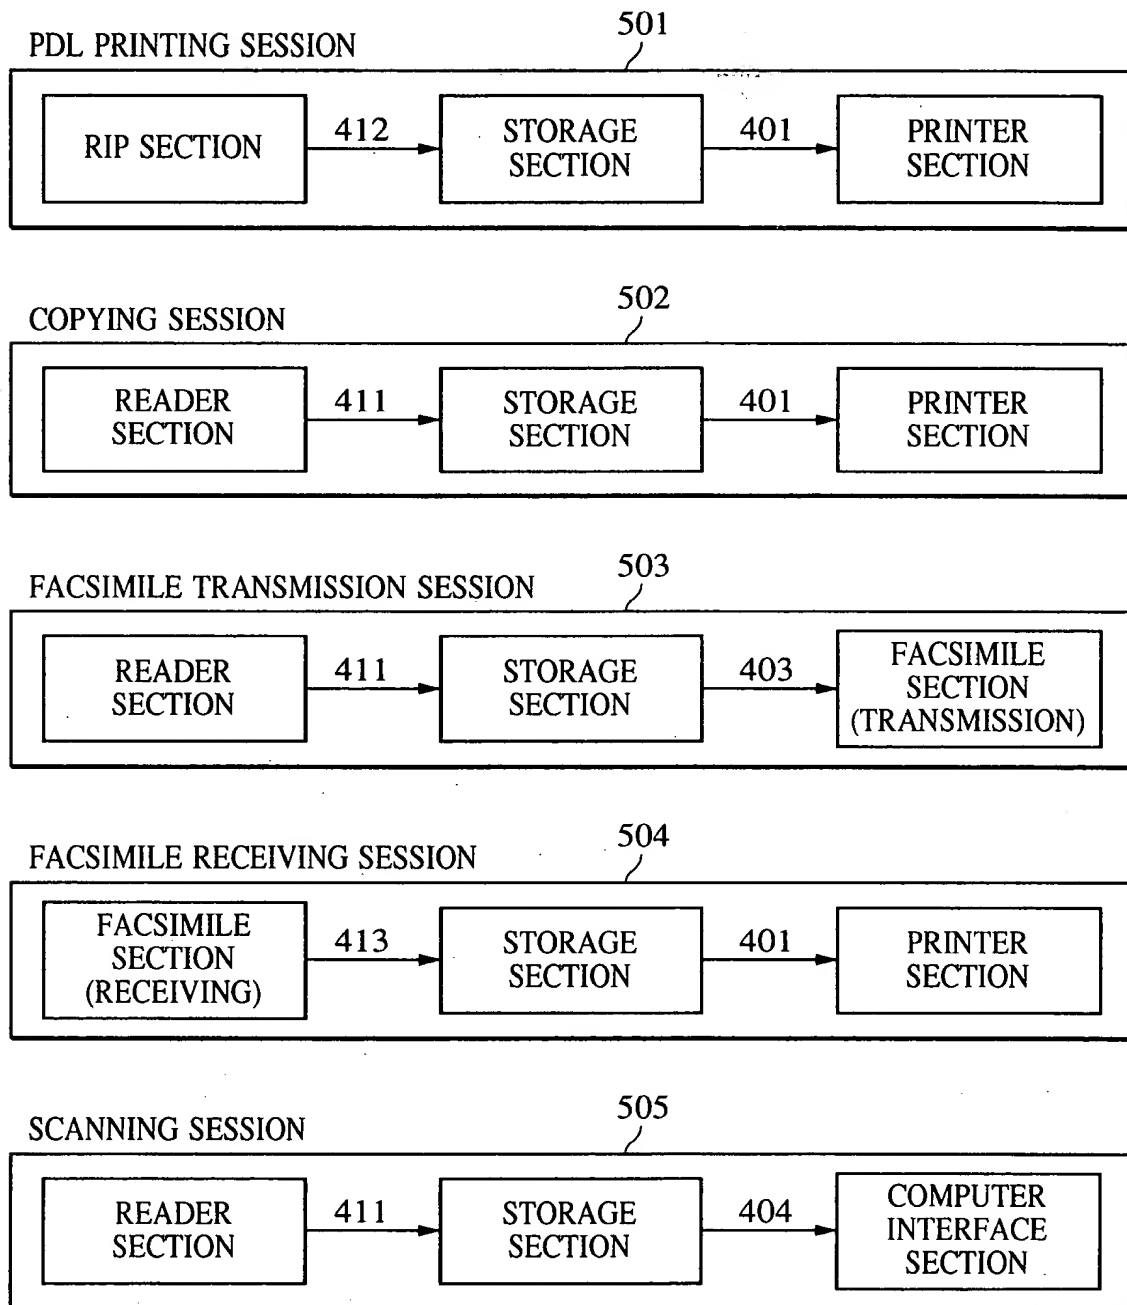 501
PDL PRINTING SESSION
RIP SECTION
412
STORAGE
SECTION
401
PRINTER
SECTION
502
COPYING SESSION
READER
SECTION
411
STORAGE
SECTION
401
PRINTER
SECTION
503
FACSIMILE TRANSMISSION SESSION
READER
SECTION
411
STORAGE
SECTION
403
FACSIMILE
SECTION
(TRANSMISSION)
504
FACSIMILE RECEIVING SESSION
FACSIMILE
SECTION
(RECEIVING)
413
STORAGE
SECTION
401
PRINTER
SECTION
505
SCANNING SESSION
READER
SECTION
411
STORAGE
SECTION
404
COMPUTER
INTERFACE
SECTION